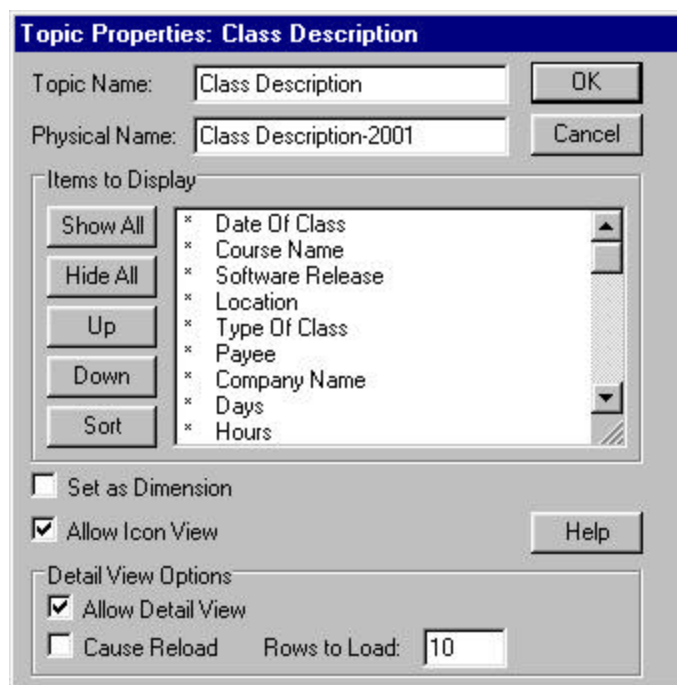 Topic Properties: Class Description
Topic Name: Class Description OK
Physical Name: Class Description-2001 Cancel
Items to Display
Show All
Hide All
Up
Down
Sort
* Date Of Class
* Course Name
* Software Release
* Location
* Type Of Class
* Payee
* Company Name
* Days
* Hours
Set as Dimension
Allow Icon View Help
Detail View Options
Allow Detail View
Cause Reload Rows to Load: 10